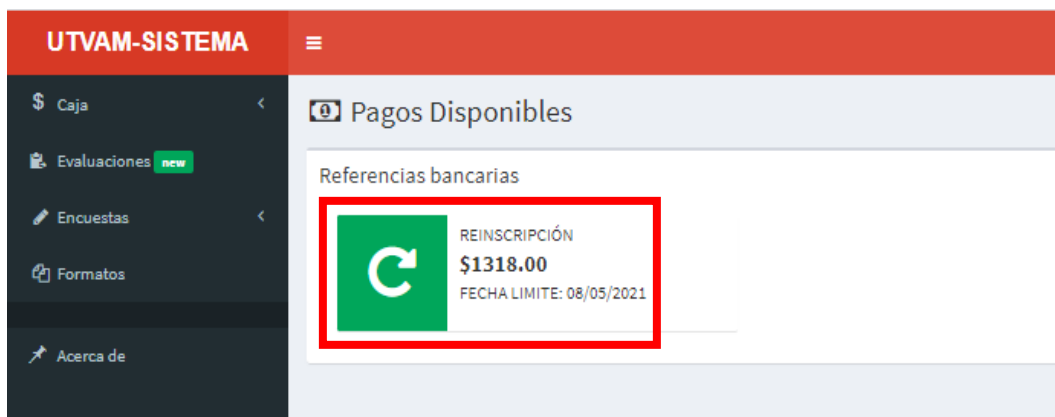 UTVAM-SISTEMA
$ Caja
Evaluaciones new
Encuestas
Formatos
Acerca de
Pagos Disponibles
Referencias bancarias
REINSCRIPCIÓN
$1318.00
FECHA LIMITE: 08/05/2021